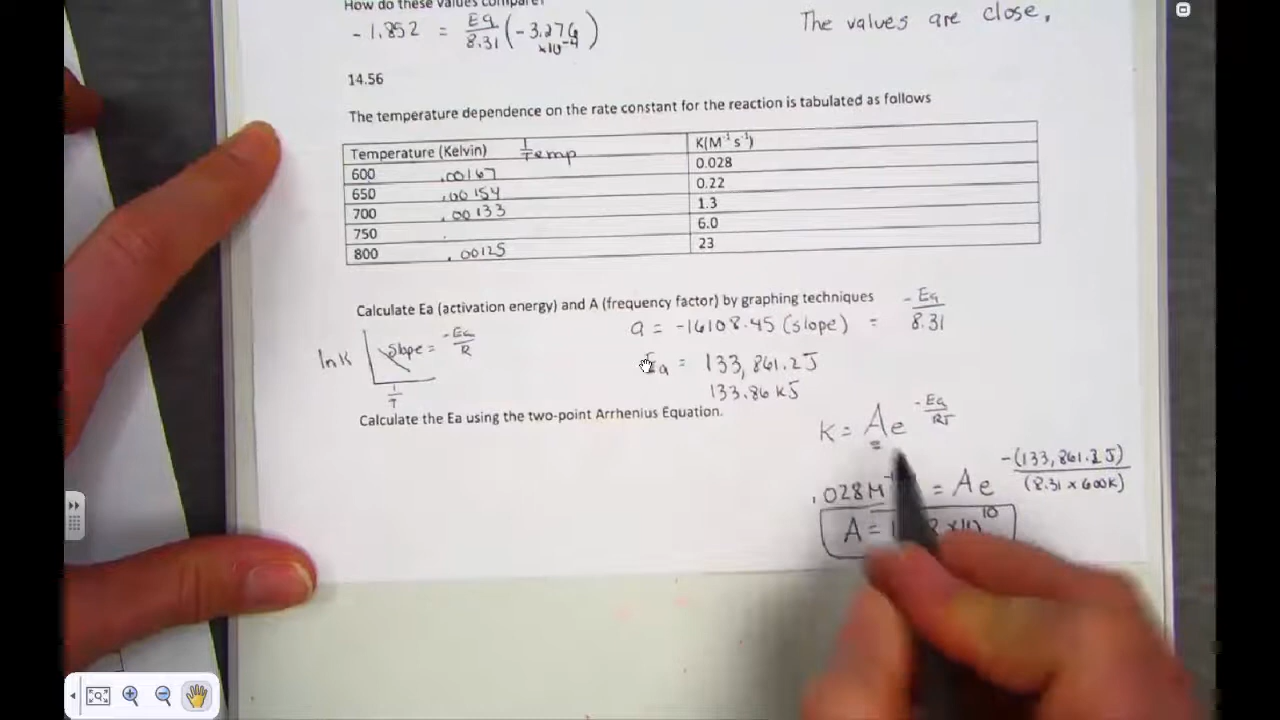 How do these values compare?
-1.852 = Ea/8.31 (-3.276 x10^-4)
The values are close.
14.56
The temperature dependence on the rate constant for the reaction is tabulated as follows
Temperature (Kelvin) 1/Temp K(M-1 s-1)
600 .00167 0.028
650 .00154 0.22
700 .00133 1.3
750 . 6.0
800 .00125 23
Calculate Ea (activation energy) and A (frequency factor) by graphing techniques
a = -16108.45 (slope) = -Ea/8.31
ln K slope = -Ea/R
1/T
Ea = 133,861.2J
133.86 kJ
Calculate the Ea using the two-point Arrhenius Equation.
K = Ae^-Ea/RT
.028M = Ae^-(133,861.2J)/(8.31 x 600K)
A = x10^10